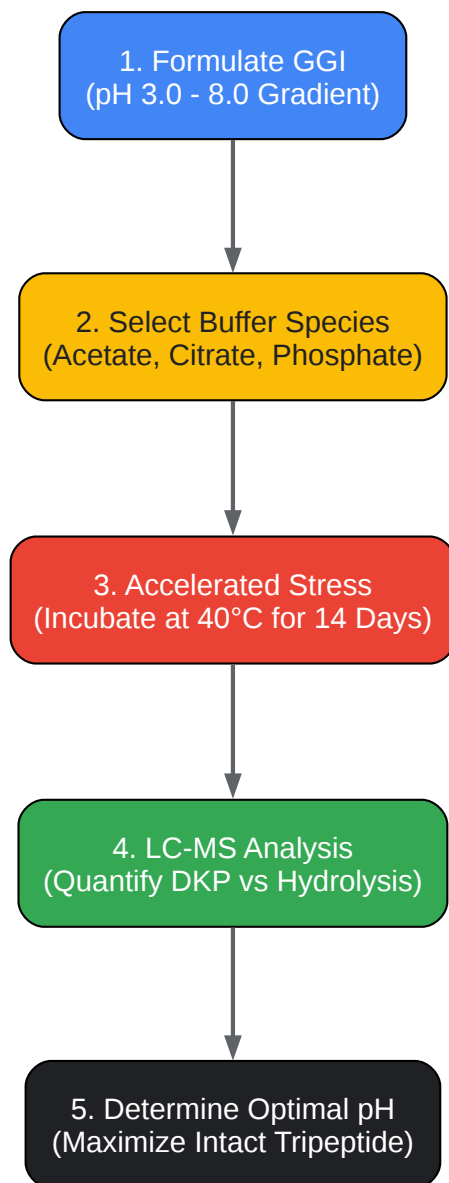 1. Formulate GGI
(pH 3.0 - 8.0 Gradient)
2. Select Buffer Species
(Acetate, Citrate, Phosphate)
3. Accelerated Stress
(Incubate at 40°C for 14 Days)
4. LC-MS Analysis
(Quantify DKP vs Hydrolysis)
5. Determine Optimal pH
(Maximize Intact Tripeptide)